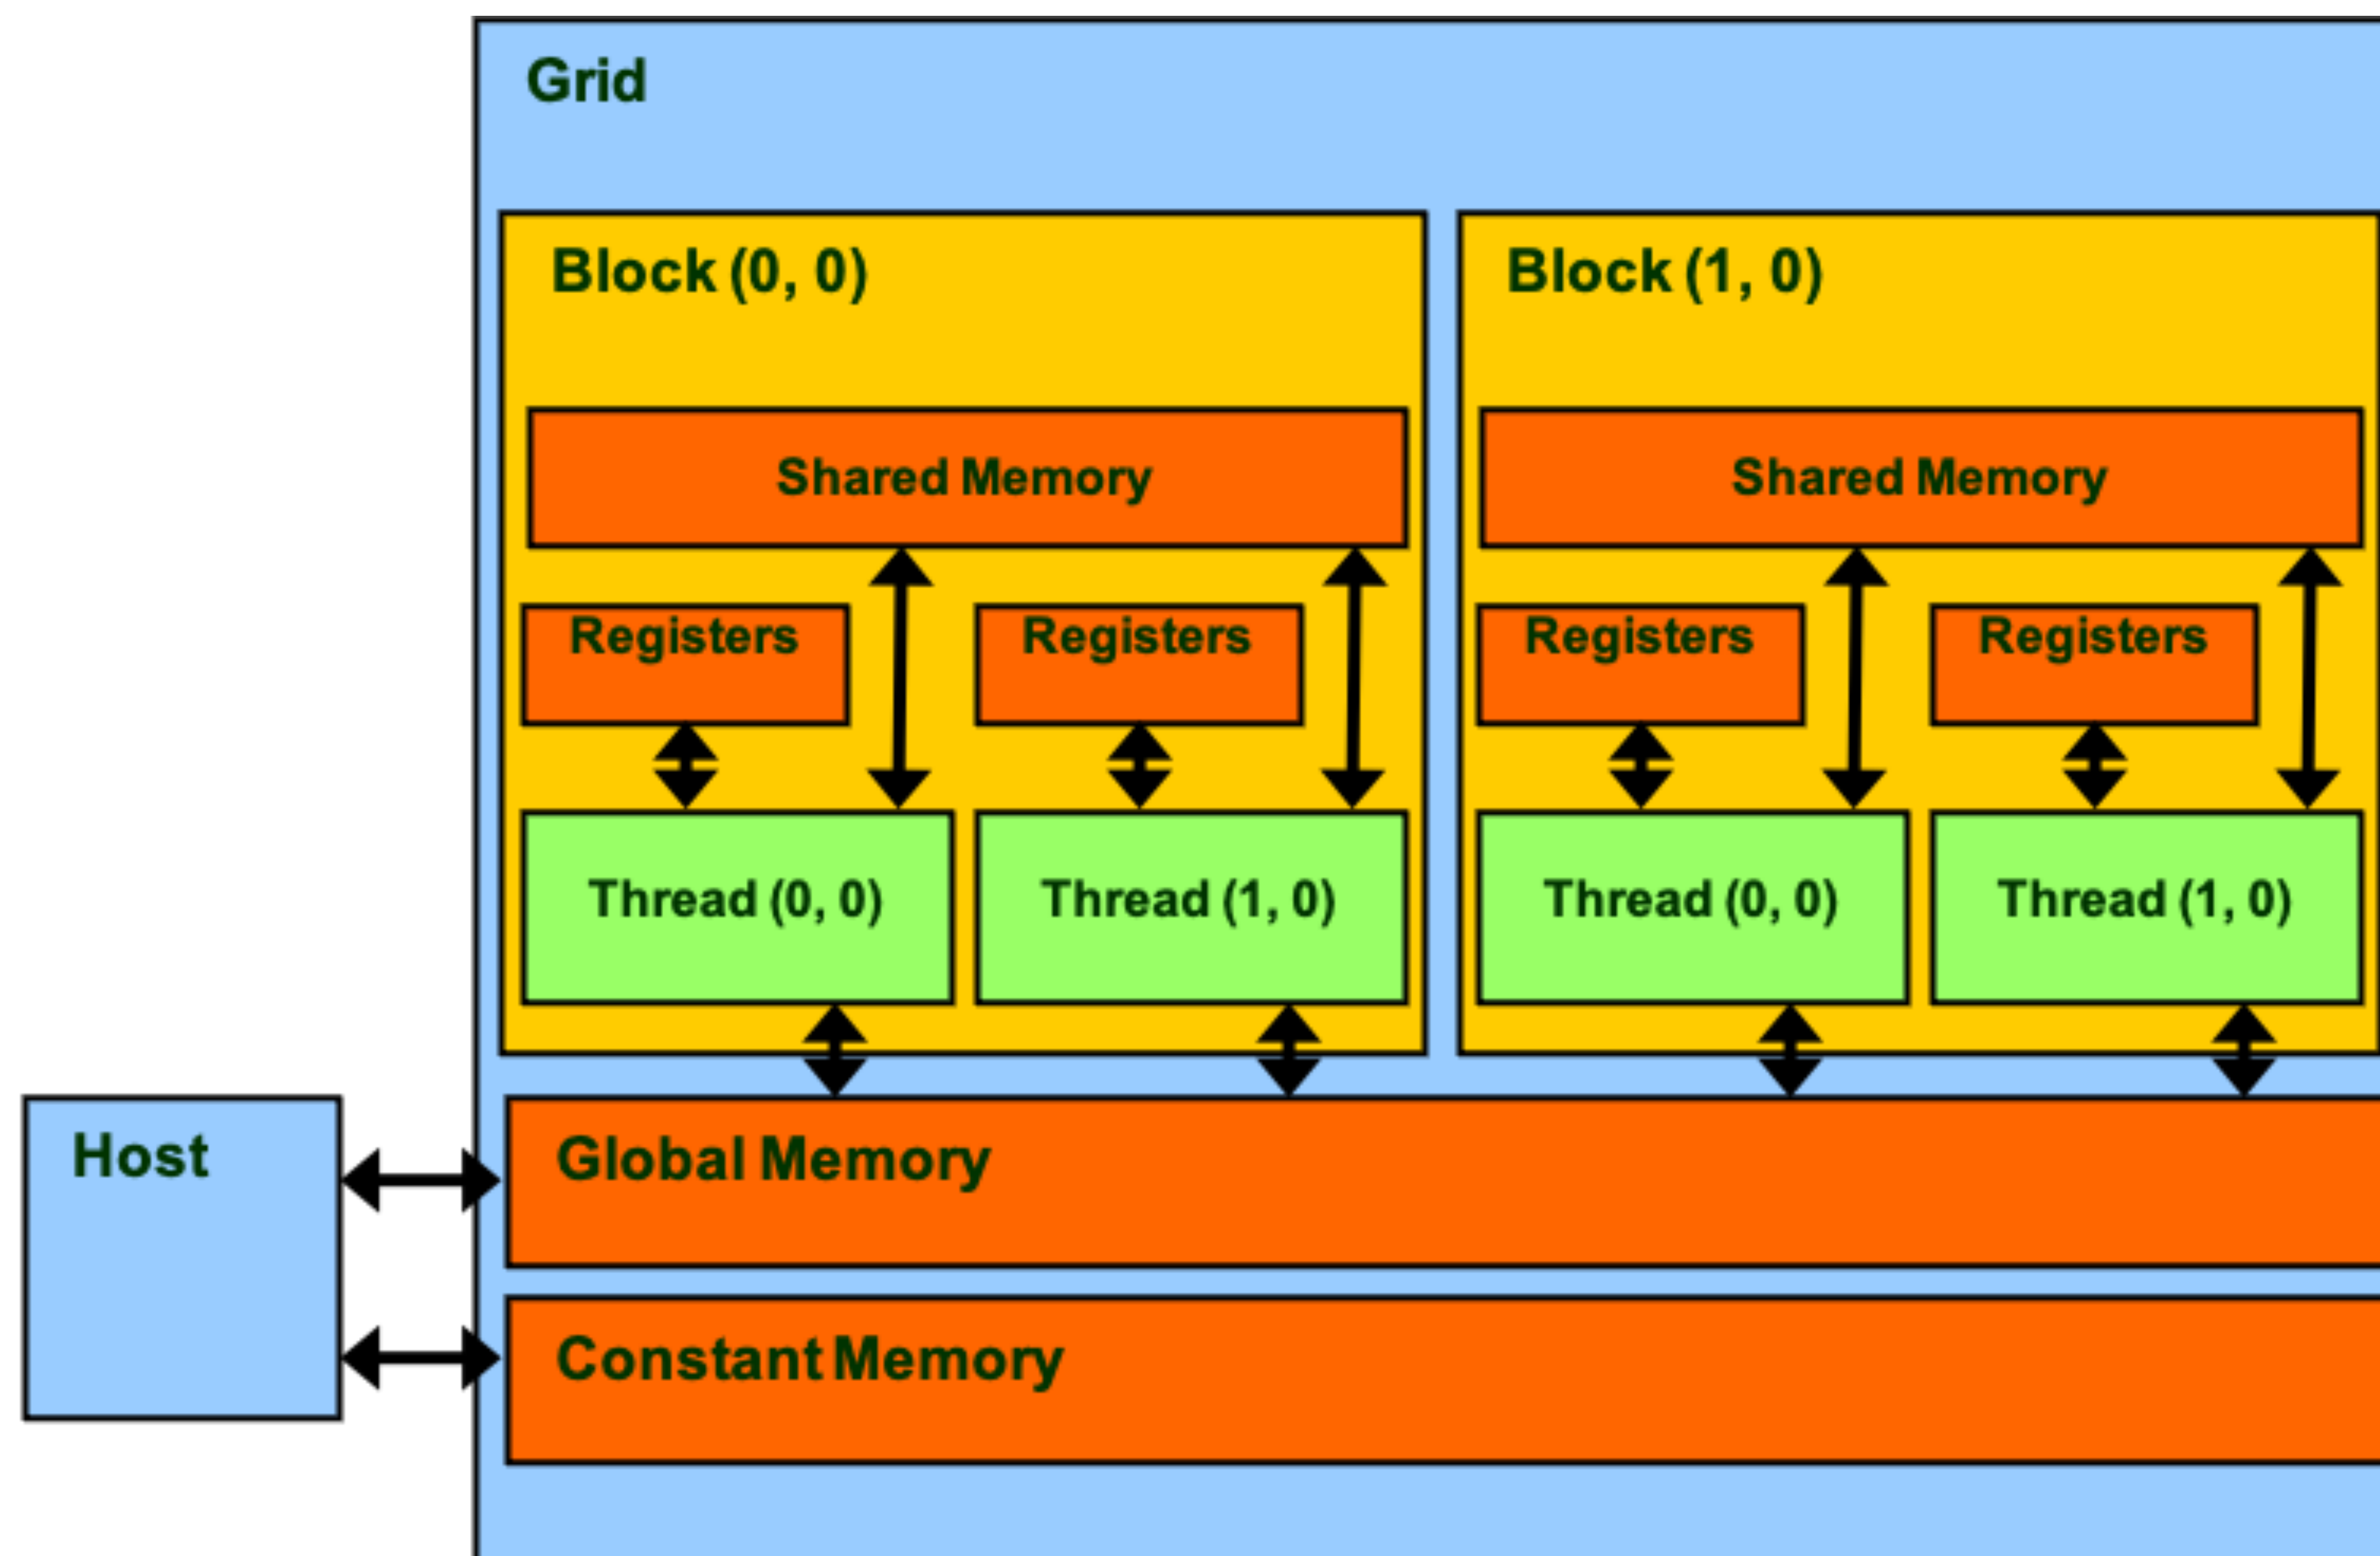 Grid
Block (0, 0)
Block (1, 0)
Shared Memory
Shared Memory
Registers
Registers
Registers
Registers
Thread (0, 0)
Thread (1, 0)
Thread (0, 0)
Thread (1, 0)
Host
Global Memory
Constant Memory